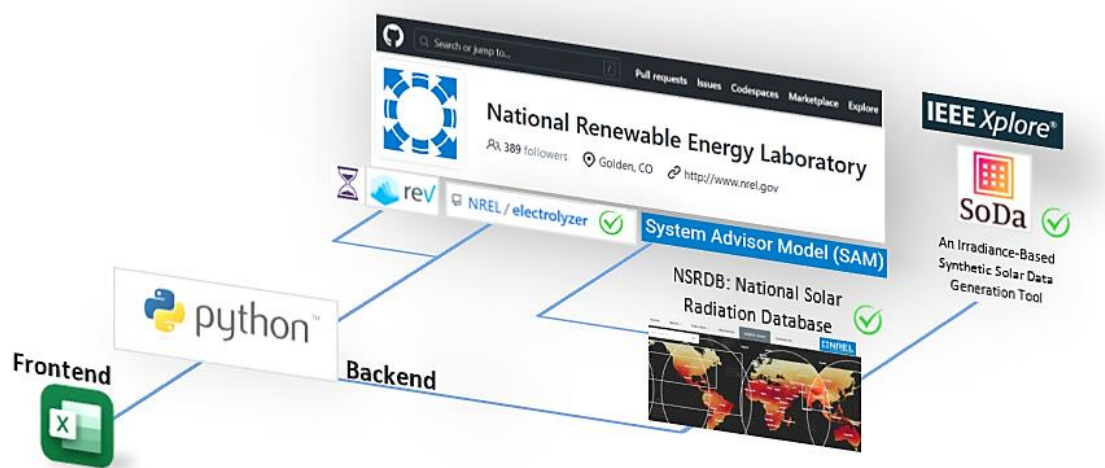 Search or jump to...
/
Pull requests Issues Codespaces Marketplace Explore
National Renewable Energy Laboratory
389 followers Golden, CO http://www.nrel.gov
IEEE Xplore®
SoDa
An Irradiance-Based
Synthetic Solar Data
Generation Tool
reV
NREL / electrolyzer
System Advisor Model (SAM)
NSRDB: National Solar
Radiation Database
NREL
python™
Frontend
Backend
X